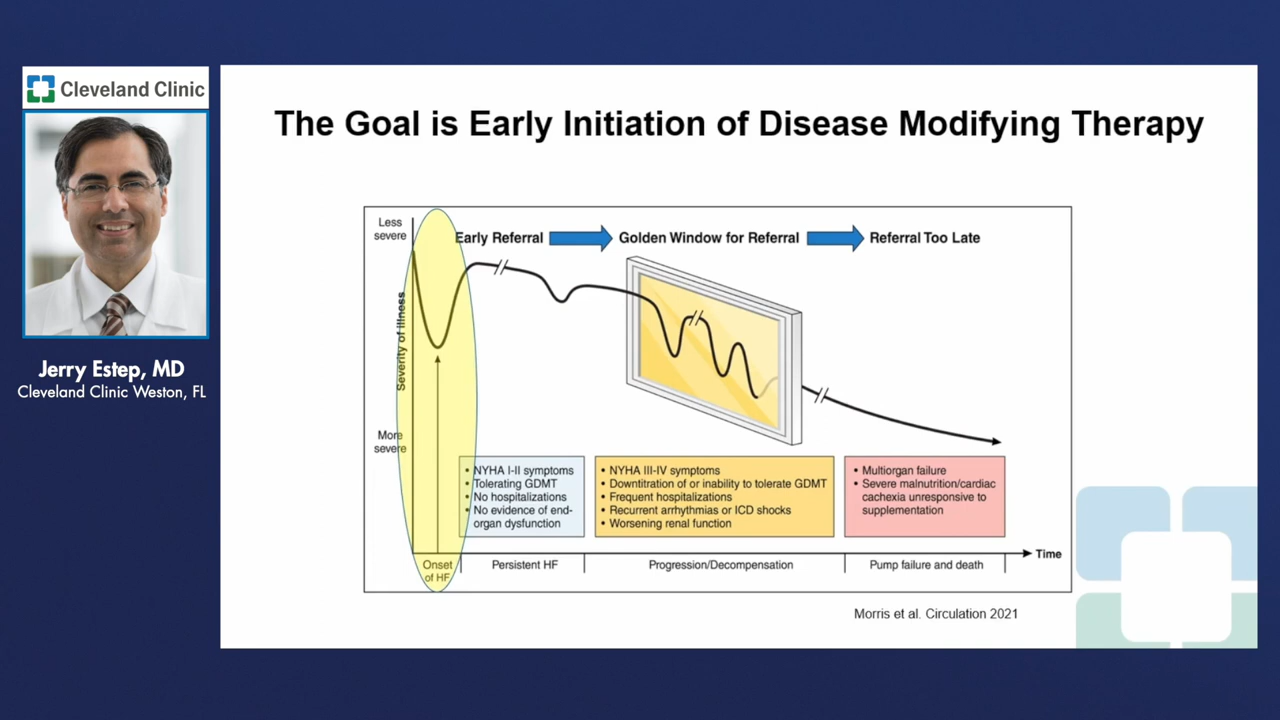 Cleveland Clinic
Jerry Estep, MD
Cleveland Clinic Weston, FL
The Goal is Early Initiation of Disease Modifying Therapy
Less
severe
Severity of illness
More
severe
Early Referral
Golden Window for Referral
Referral Too Late
• NYHA I-II symptoms
• Tolerating GDMT
• No hospitalizations
• No evidence of end-
organ dysfunction
• NYHA III-IV symptoms
• Downtitration of or inability to tolerate GDMT
• Frequent hospitalizations
• Recurrent arrhythmias or ICD shocks
• Worsening renal function
• Multiorgan failure
• Severe malnutrition/cardiac
cachexia unresponsive to
supplementation
Time
Onset
of HF
Persistent HF
Progression/Decompensation
Pump failure and death
Morris et al. Circulation 2021